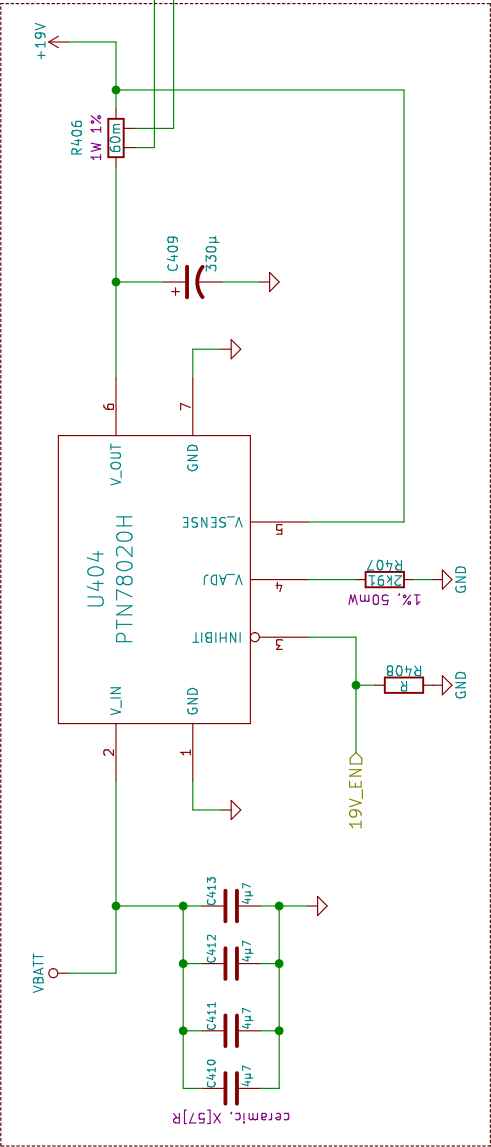 +19V
R406
60m
1W 1%
C409
330µ
+
6
7
V_OUT
GND
V_SENSE
5
U404
PTN78020H
V_ADJ
4
R407
2k91
1%, 50mW
GND
INHIBIT
3
R408
R
GND
V_IN
GND
2
1
19V_EN
VBATT
C413
4µ7
C412
4µ7
C411
4µ7
C410
4µ7
ceramic, X[57]R